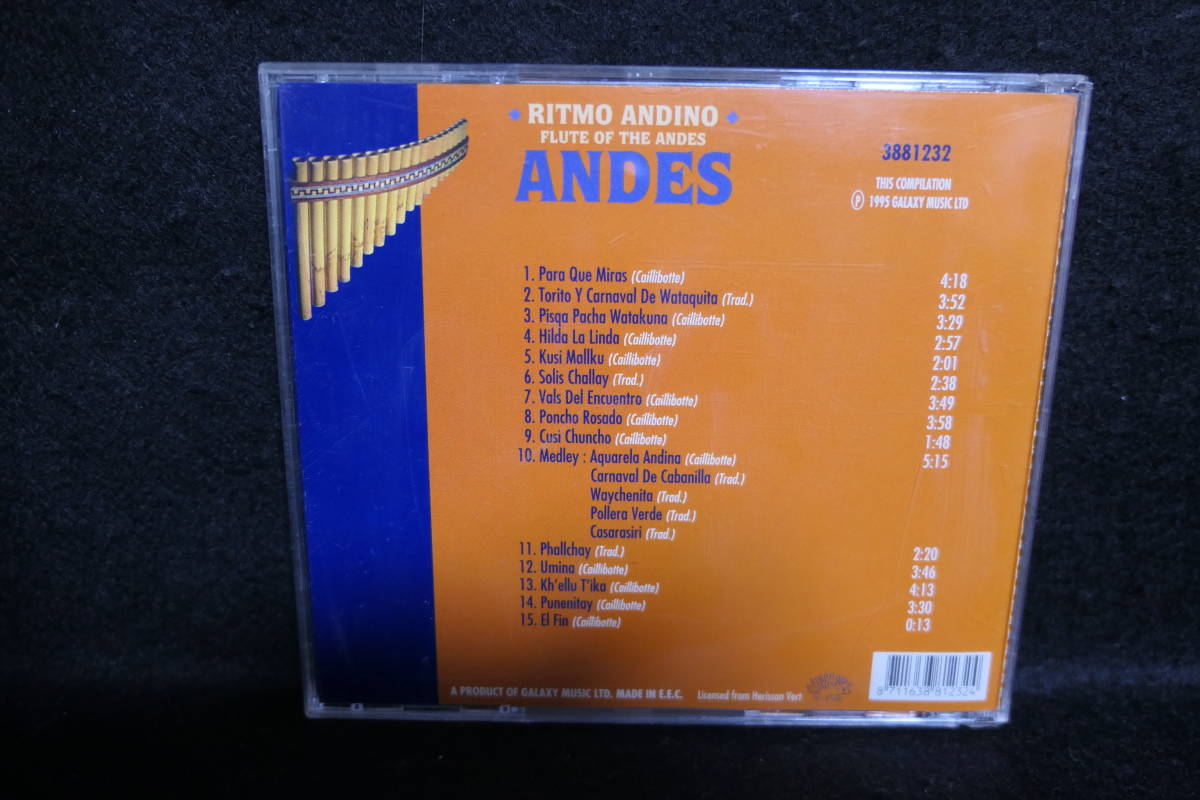 RITMO ANDINO
FLUTE OF THE ANDES
ANDES
3881232
THIS COMPILATION
℗ 1995 GALAXY MUSIC LTD
1. Para Que Miras (Caillibotte) 4:18
2. Torito Y Carnaval De Wataquita (Trad.) 3:52
3. Pisqa Pacha Watakuna (Caillibotte) 3:29
4. Hilda La Linda (Caillibotte) 2:57
5. Kusi Mallku (Caillibotte) 2:01
6. Solis Challay (Trad.) 2:38
7. Vals Del Encuentro (Caillibotte) 3:49
8. Poncho Rosado (Caillibotte) 3:58
9. Cusi Chuncho (Caillibotte) 1:48
10. Medley : Aquarela Andina (Caillibotte) 5:15
Carnaval De Cabanilla (Trad.)
Waychenita (Trad.)
Pollera Verde (Trad.)
Casarasiri (Trad.)
11. Phallchay (Trad.) 2:20
12. Umina (Caillibotte) 3:46
13. Kh'ellu T'ika (Caillibotte) 4:13
14. Punenitay (Caillibotte) 3:30
15. El Fin (Caillibotte) 0:13
A PRODUCT OF GALAXY MUSIC LTD. MADE IN E.E.C. Licensed from Herisson Vert
8 711638 812324